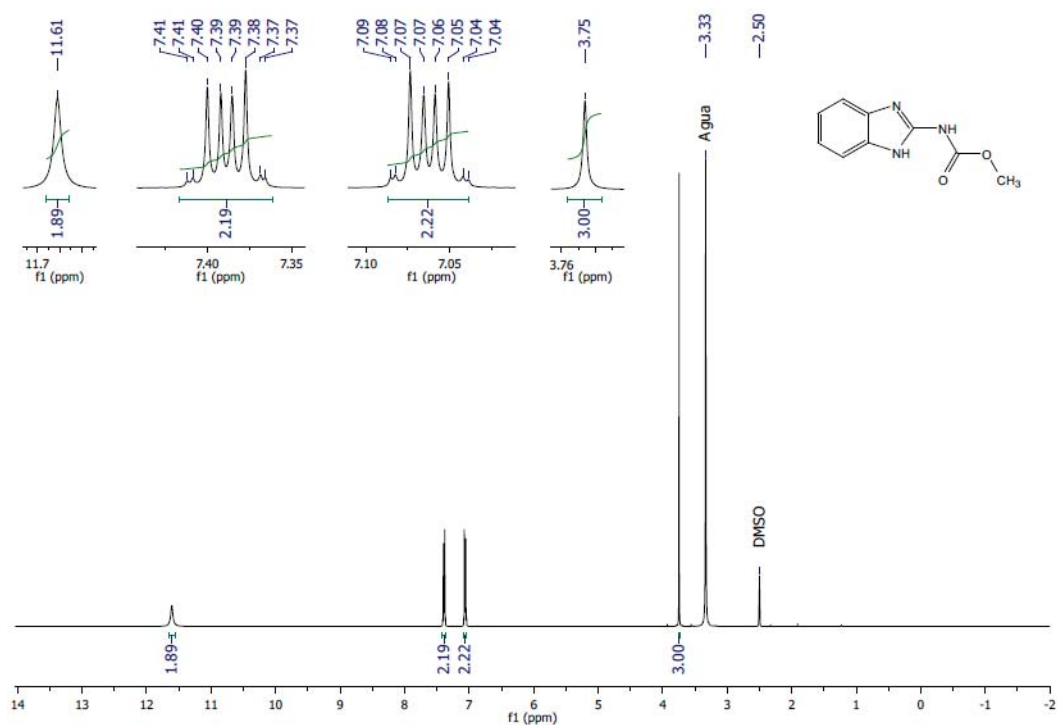 11.61
7.41
7.41
7.40
7.39
7.39
7.38
7.37
7.37
7.09
7.08
7.07
7.07
7.06
7.05
7.04
7.04
3.75
3.33
2.50
1.89
2.19
2.22
3.00
11.7
f1 (ppm)
7.40 7.35
f1 (ppm)
7.10 7.05
f1 (ppm)
3.76
f1 (ppm)
Agua
N
NH
NH
O
O
CH3
DMSO
1.89
2.19
2.22
3.00
14 13 12 11 10 9 8 7 6 5 4 3 2 1 0 -1 -2
f1 (ppm)